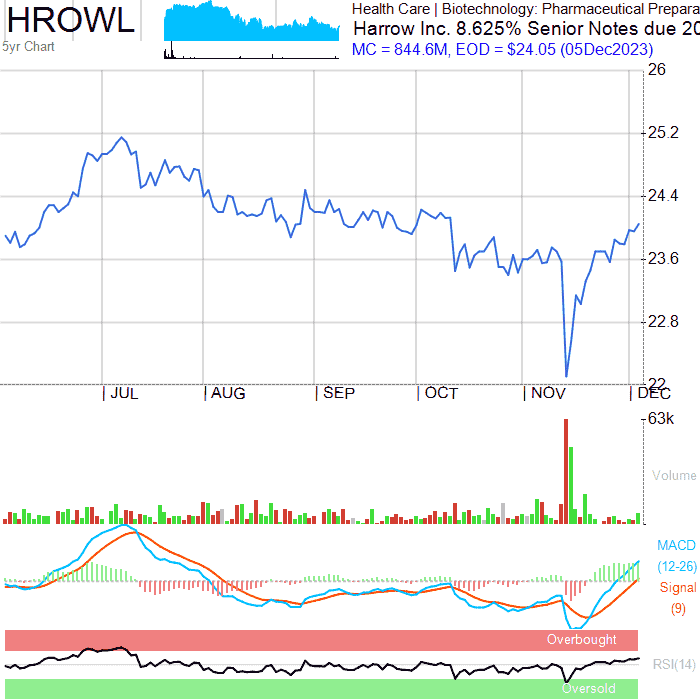 HROWL
5yr Chart
Health Care | Biotechnology: Pharmaceutical Prepara
Harrow Inc. 8.625% Senior Notes due 20
MC = 844.6M, EOD = $24.05 (05Dec2023)
26
25.2
24.4
23.6
22.8
22
JUL AUG SEP OCT NOV DEC
63k
Volume
MACD
(12-26)
Signal
(9)
Overbought
RSI(14)
Oversold